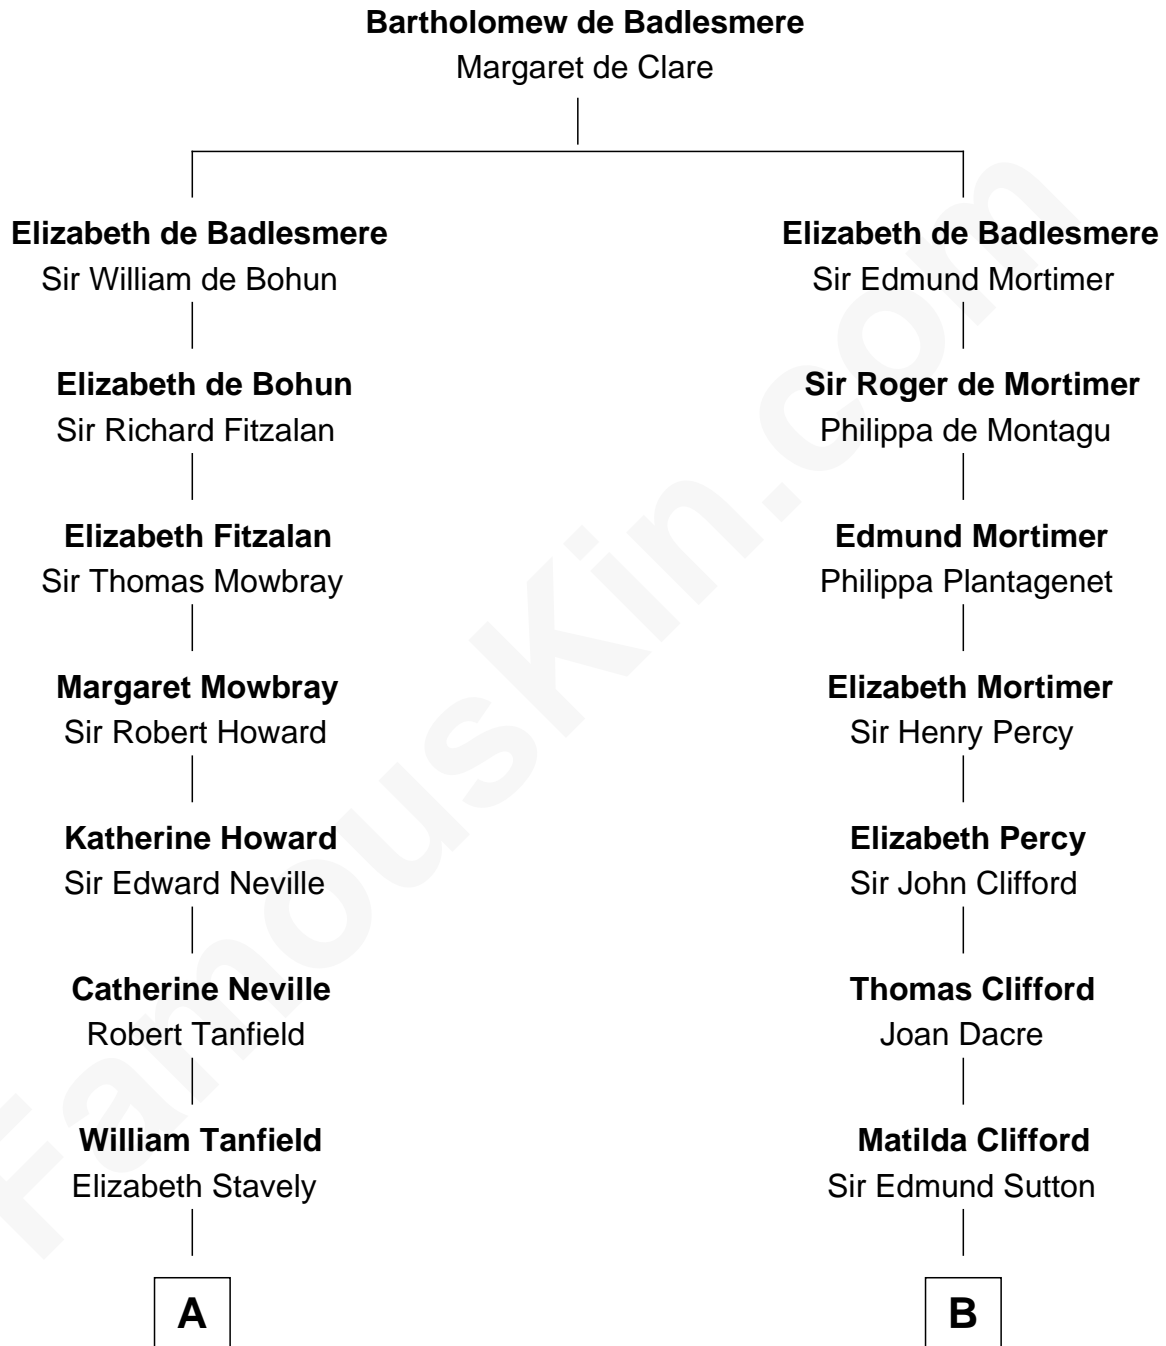 Bartholomew de Badlesmere
Margaret de Clare
Elizabeth de Badlesmere
Sir William de Bohun
Elizabeth de Badlesmere
Sir Edmund Mortimer
Elizabeth de Bohun
Sir Richard Fitzalan
Sir Roger de Mortimer
Philippa de Montagu
Elizabeth Fitzalan
Sir Thomas Mowbray
Edmund Mortimer
Philippa Plantagenet
Margaret Mowbray
Sir Robert Howard
Elizabeth Mortimer
Sir Henry Percy
Katherine Howard
Sir Edward Neville
Elizabeth Percy
Sir John Clifford
Catherine Neville
Robert Tanfield
Thomas Clifford
Joan Dacre
William Tanfield
Elizabeth Stavely
Matilda Clifford
Sir Edmund Sutton
A
B
FamousKin.com